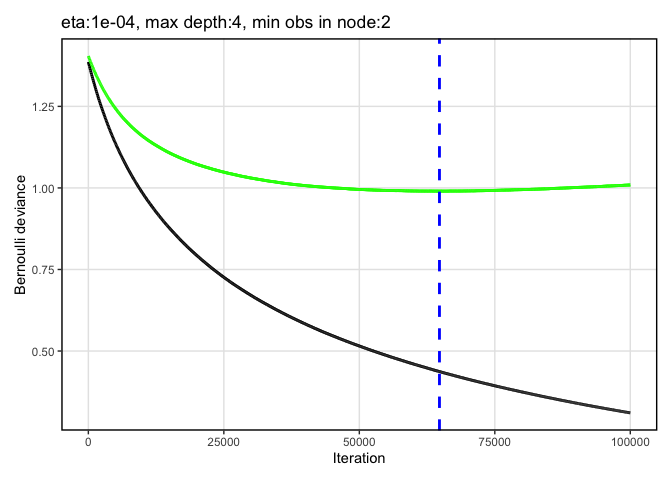 eta:1e-04, max depth:4, min obs in node:2
Bernoulli deviance
1.25
1.00
0.75
0.50
0 25000 50000 75000 100000
Iteration